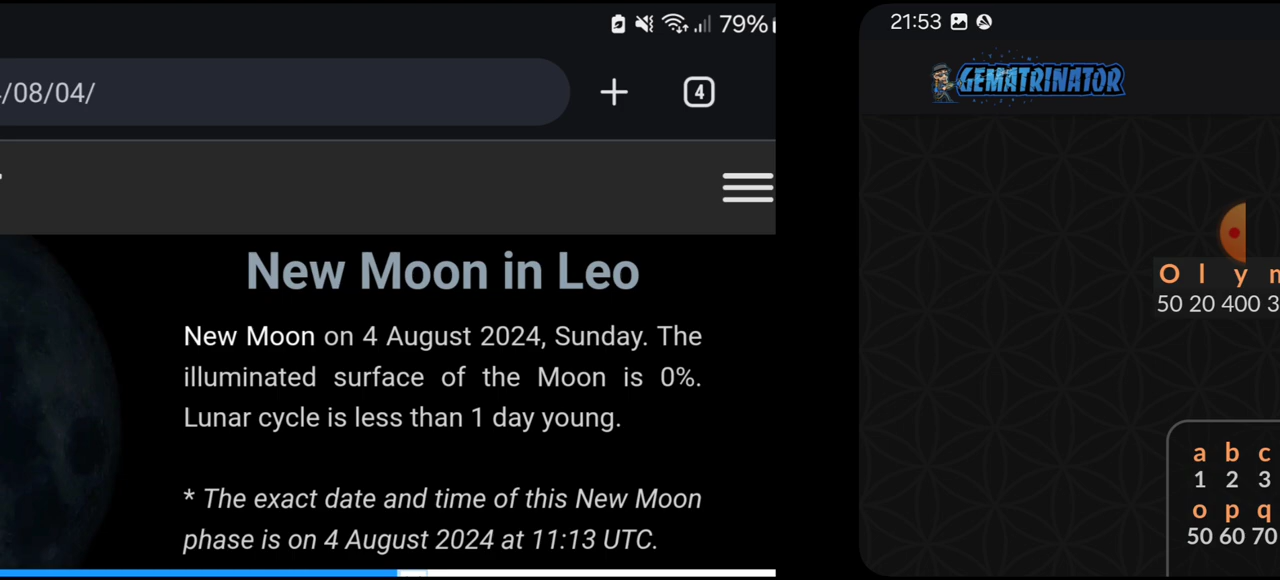 79%
/08/04/
+
4
New Moon in Leo
New Moon on 4 August 2024, Sunday. The
illuminated surface of the Moon is 0%.
Lunar cycle is less than 1 day young.
* The exact date and time of this New Moon
phase is on 4 August 2024 at 11:13 UTC.
21:53
GEMATRINATOR
O l y m
50 20 400 3
a b c
1 2 3
o p q
50 60 70